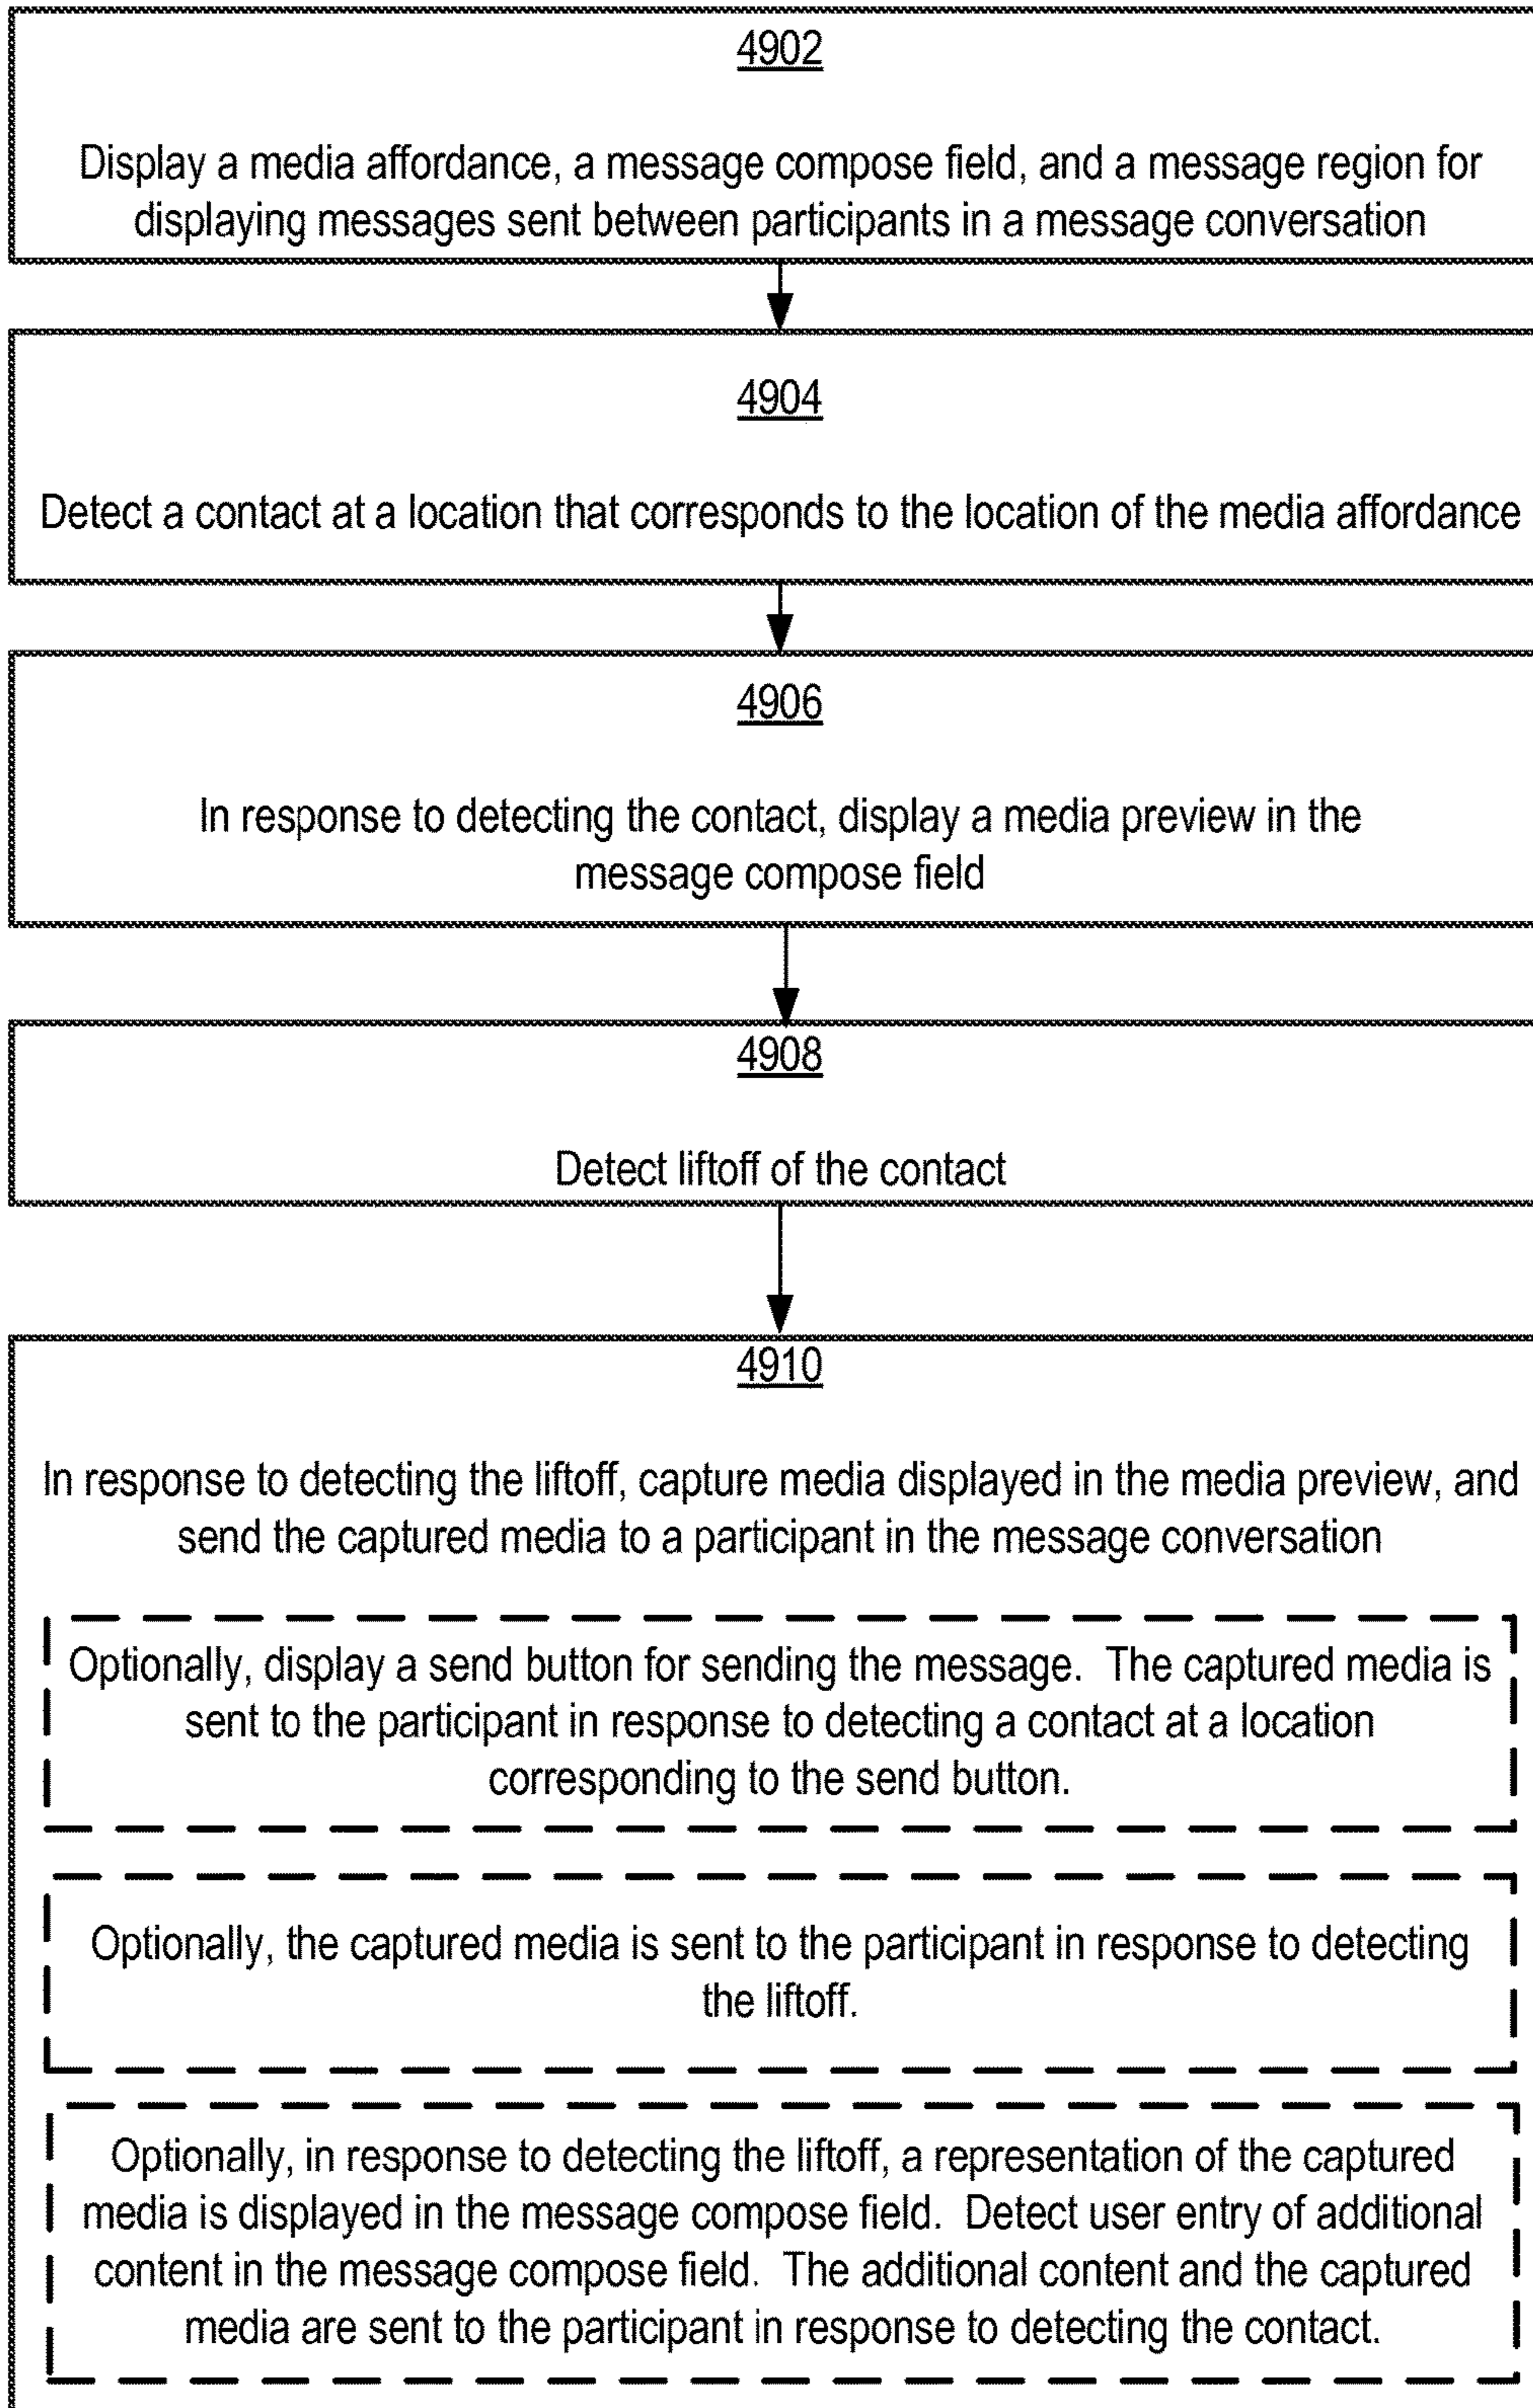 4902
Display a media affordance, a message compose field, and a message region for
displaying messages sent between participants in a message conversation
4904
Detect a contact at a location that corresponds to the location of the media affordance
4906
In response to detecting the contact, display a media preview in the
message compose field
4908
Detect liftoff of the contact
4910
In response to detecting the liftoff, capture media displayed in the media preview, and
send the captured media to a participant in the message conversation
Optionally, display a send button for sending the message. The captured media is
sent to the participant in response to detecting a contact at a location
corresponding to the send button.
Optionally, the captured media is sent to the participant in response to detecting
the liftoff.
Optionally, in response to detecting the liftoff, a representation of the captured
media is displayed in the message compose field. Detect user entry of additional
content in the message compose field. The additional content and the captured
media are sent to the participant in response to detecting the contact.